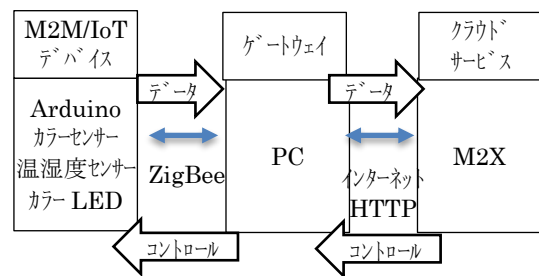 M2M/IoT
デバイス
Arduino
カラーセンサー
温湿度センサー
カラー LED
データ
ZigBee
コントロール
ゲートウェイ
PC
データ
インターネット
HTTP
コントロール
クラウド
サービス
M2X